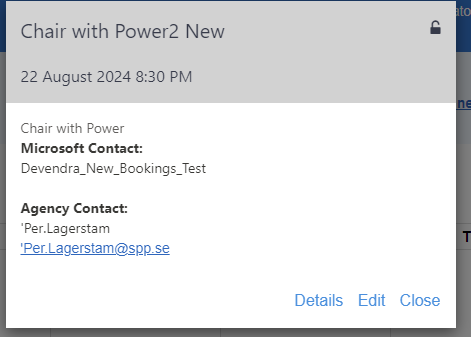 Chair with Power2 New
22 August 2024 8:30 PM
Chair with Power
Microsoft Contact:
Devendra_New_Bookings_Test
Agency Contact:
'Per.Lagerstam
'Per.Lagerstam@spp.se
Details Edit Close